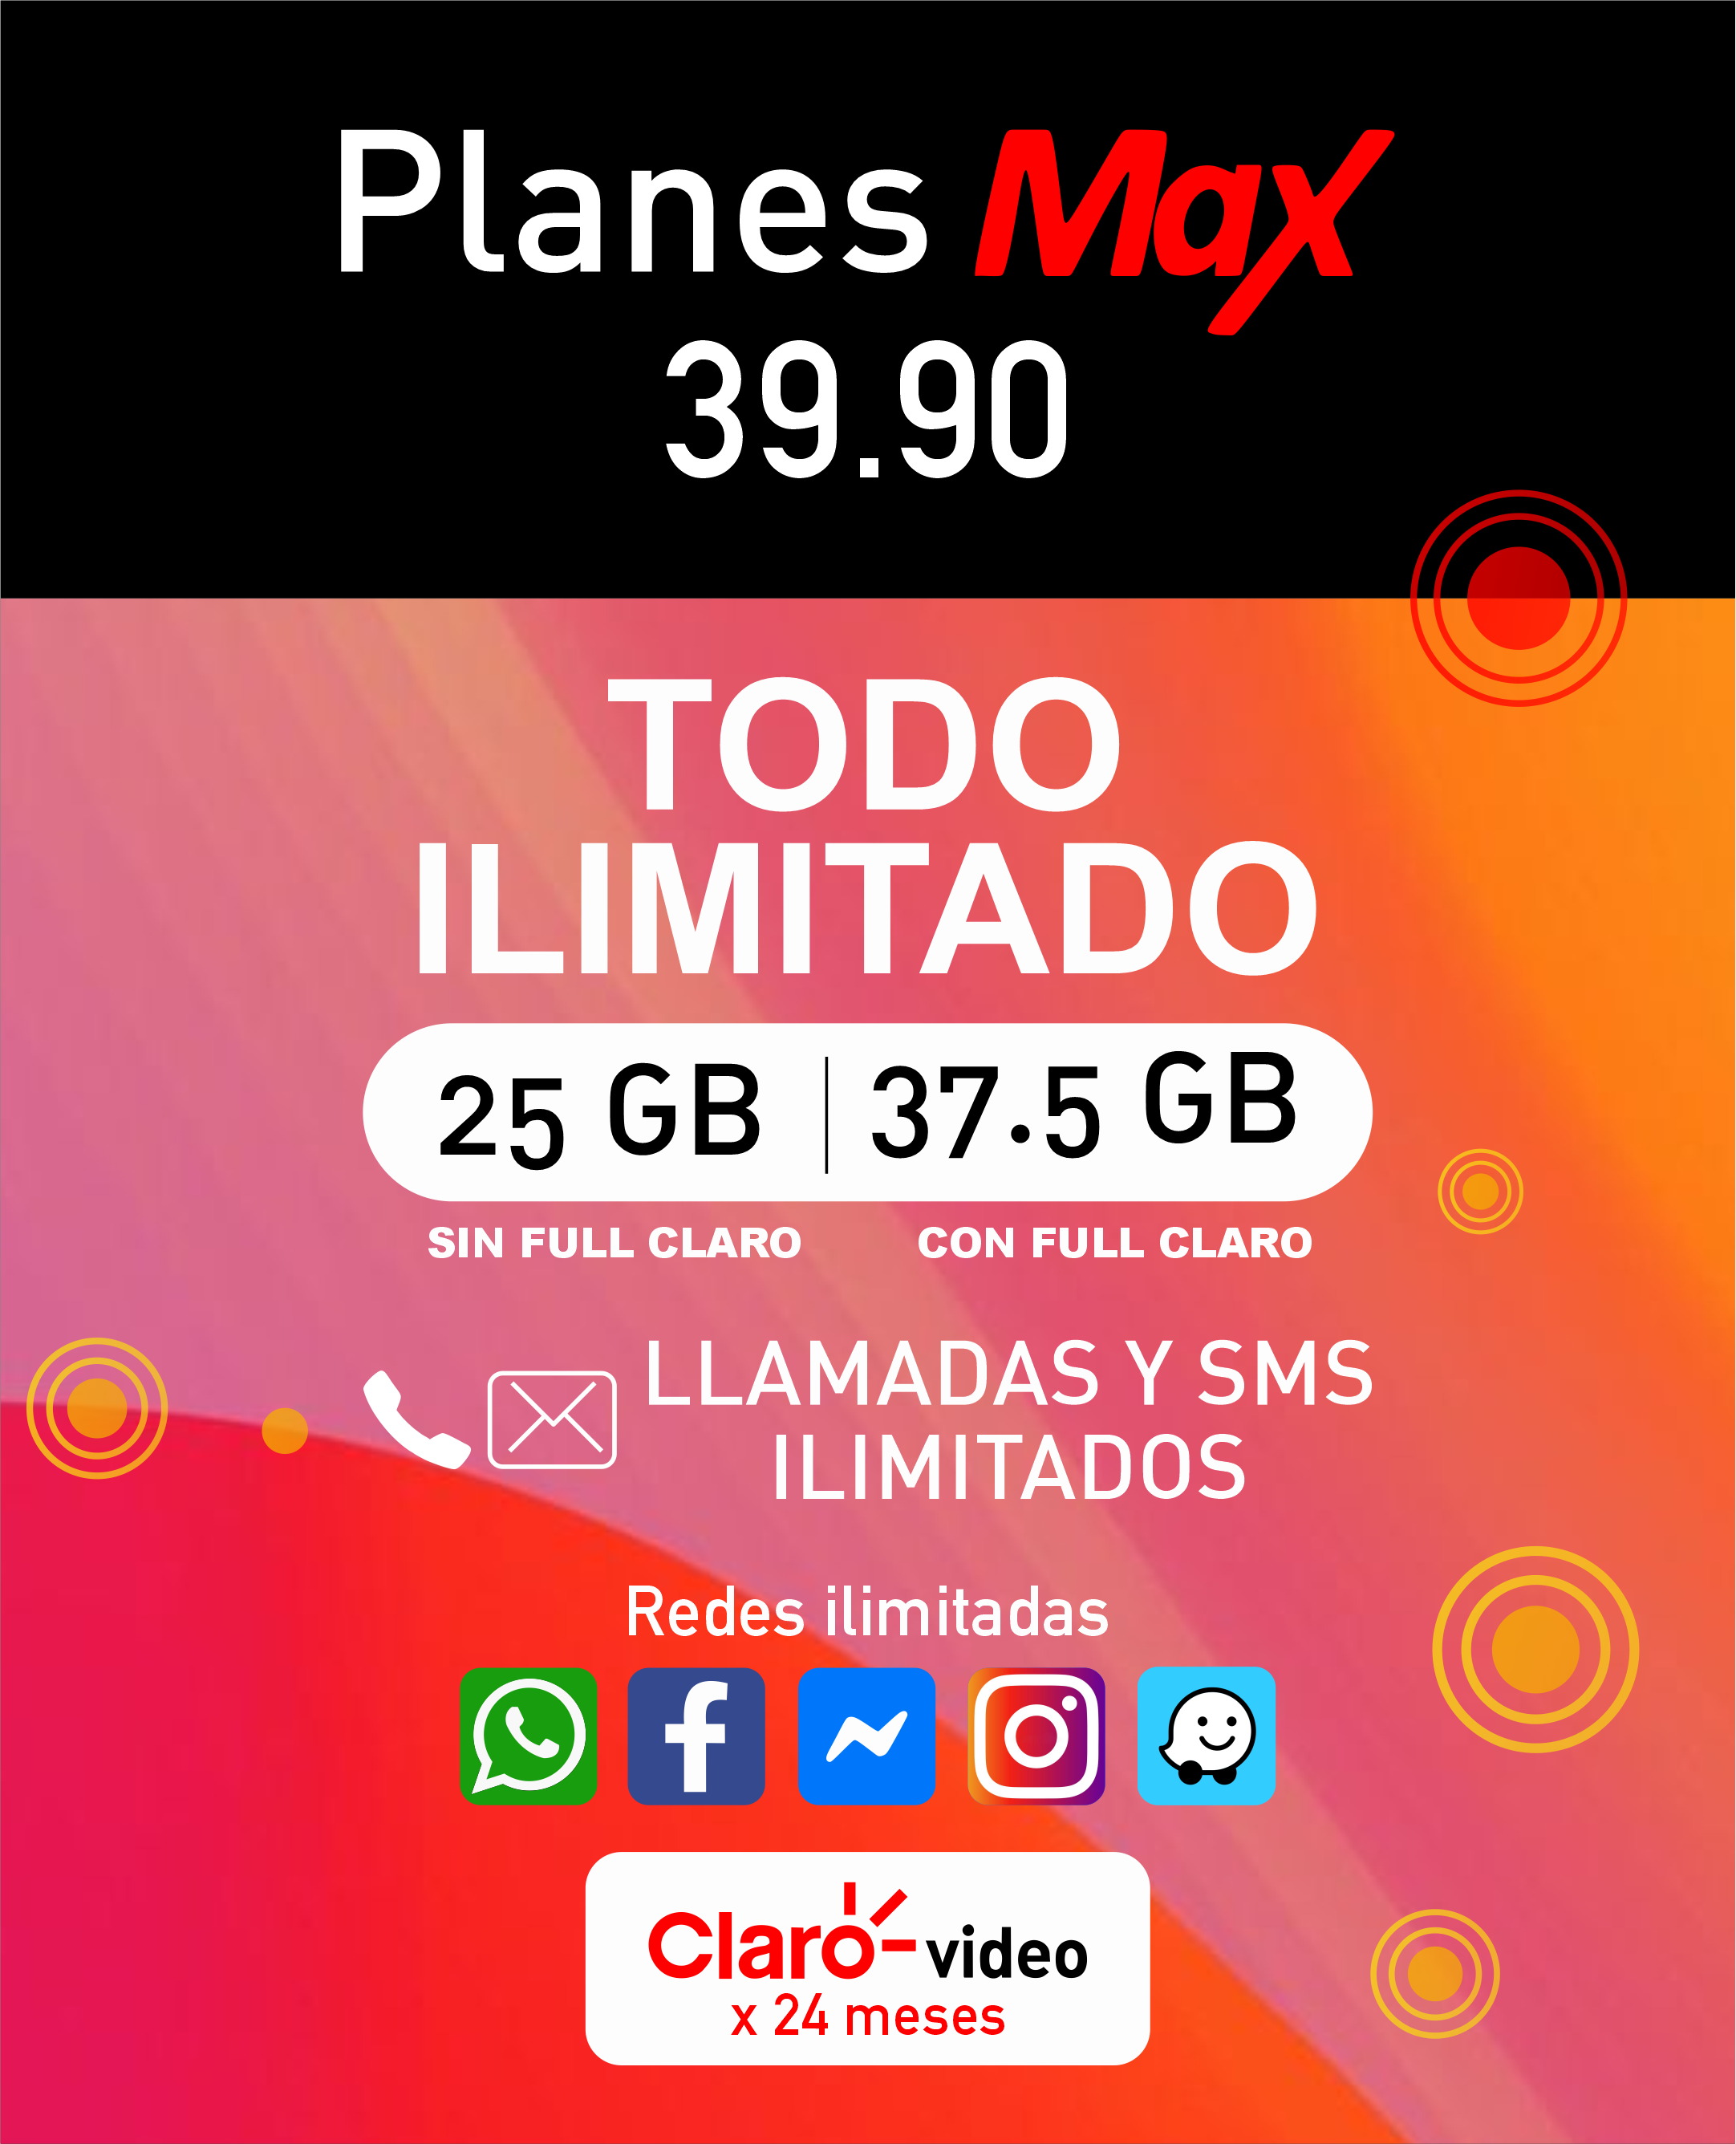 Planes Max
39.90
TODO
ILIMITADO
25 GB | 37.5 GB
SIN FULL CLARO CON FULL CLARO
LLAMADAS Y SMS
ILIMITADOS
Redes ilimitadas
Claro video
x 24 meses